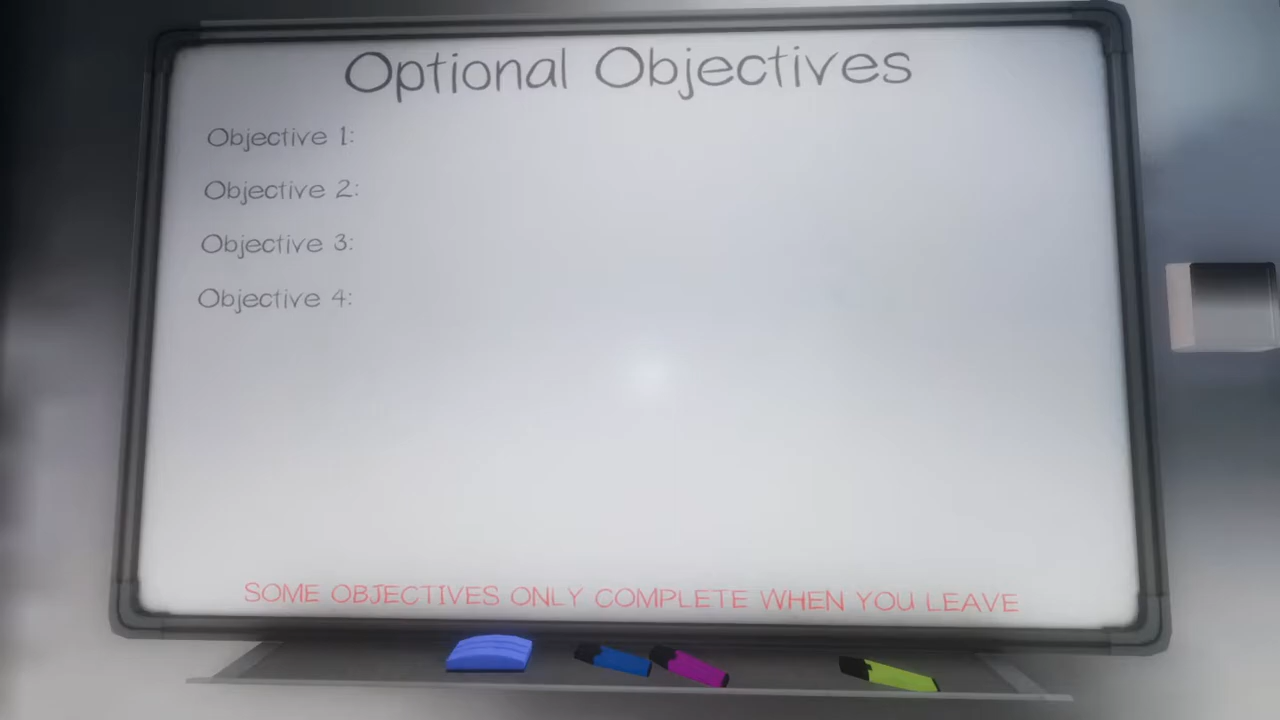 Optional Objectives
Objective 1:
Objective 2:
Objective 3:
Objective 4:
SOME OBJECTIVES ONLY COMPLETE WHEN YOU LEAVE